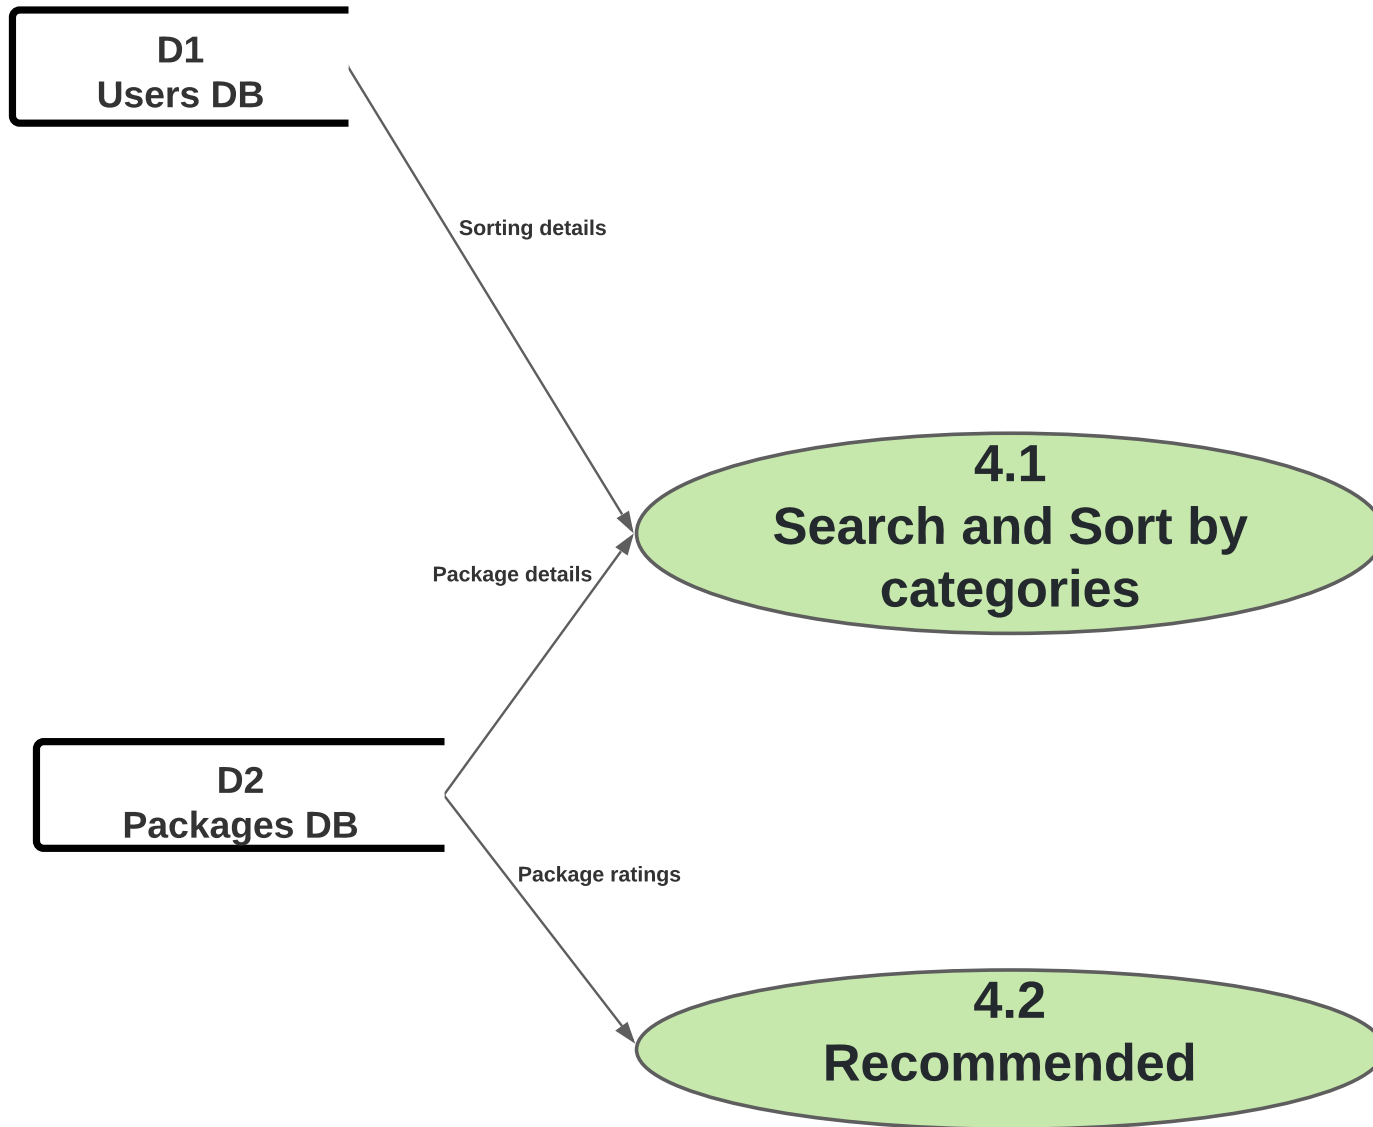 D1
Users DB
Sorting details
4.1
Search and Sort by
categories
Package details
D2
Packages DB
Package ratings
4.2
Recommended